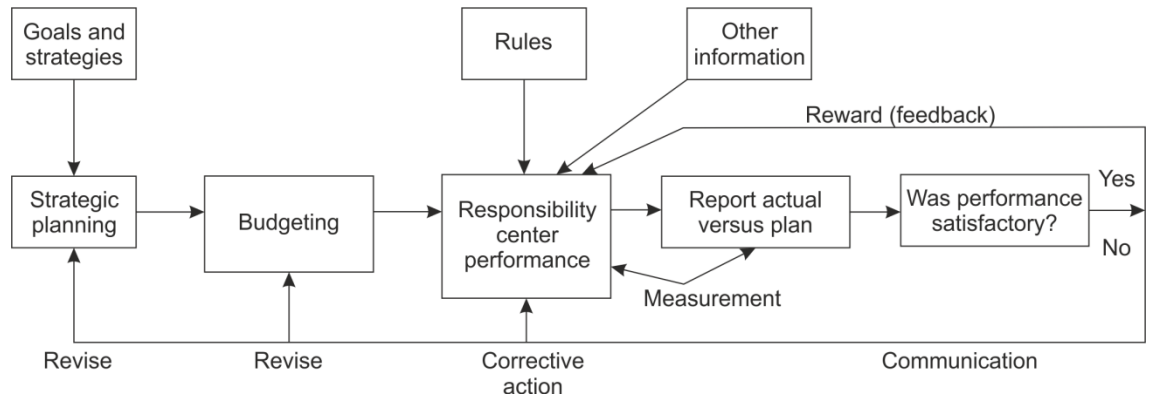 Goals and
strategies
Rules
Other
information
Reward (feedback)
Strategic
planning
Budgeting
Responsibility
center
performance
Report actual
versus plan
Was performance
satisfactory?
Yes
No
Measurement
Revise
Revise
Corrective
action
Communication